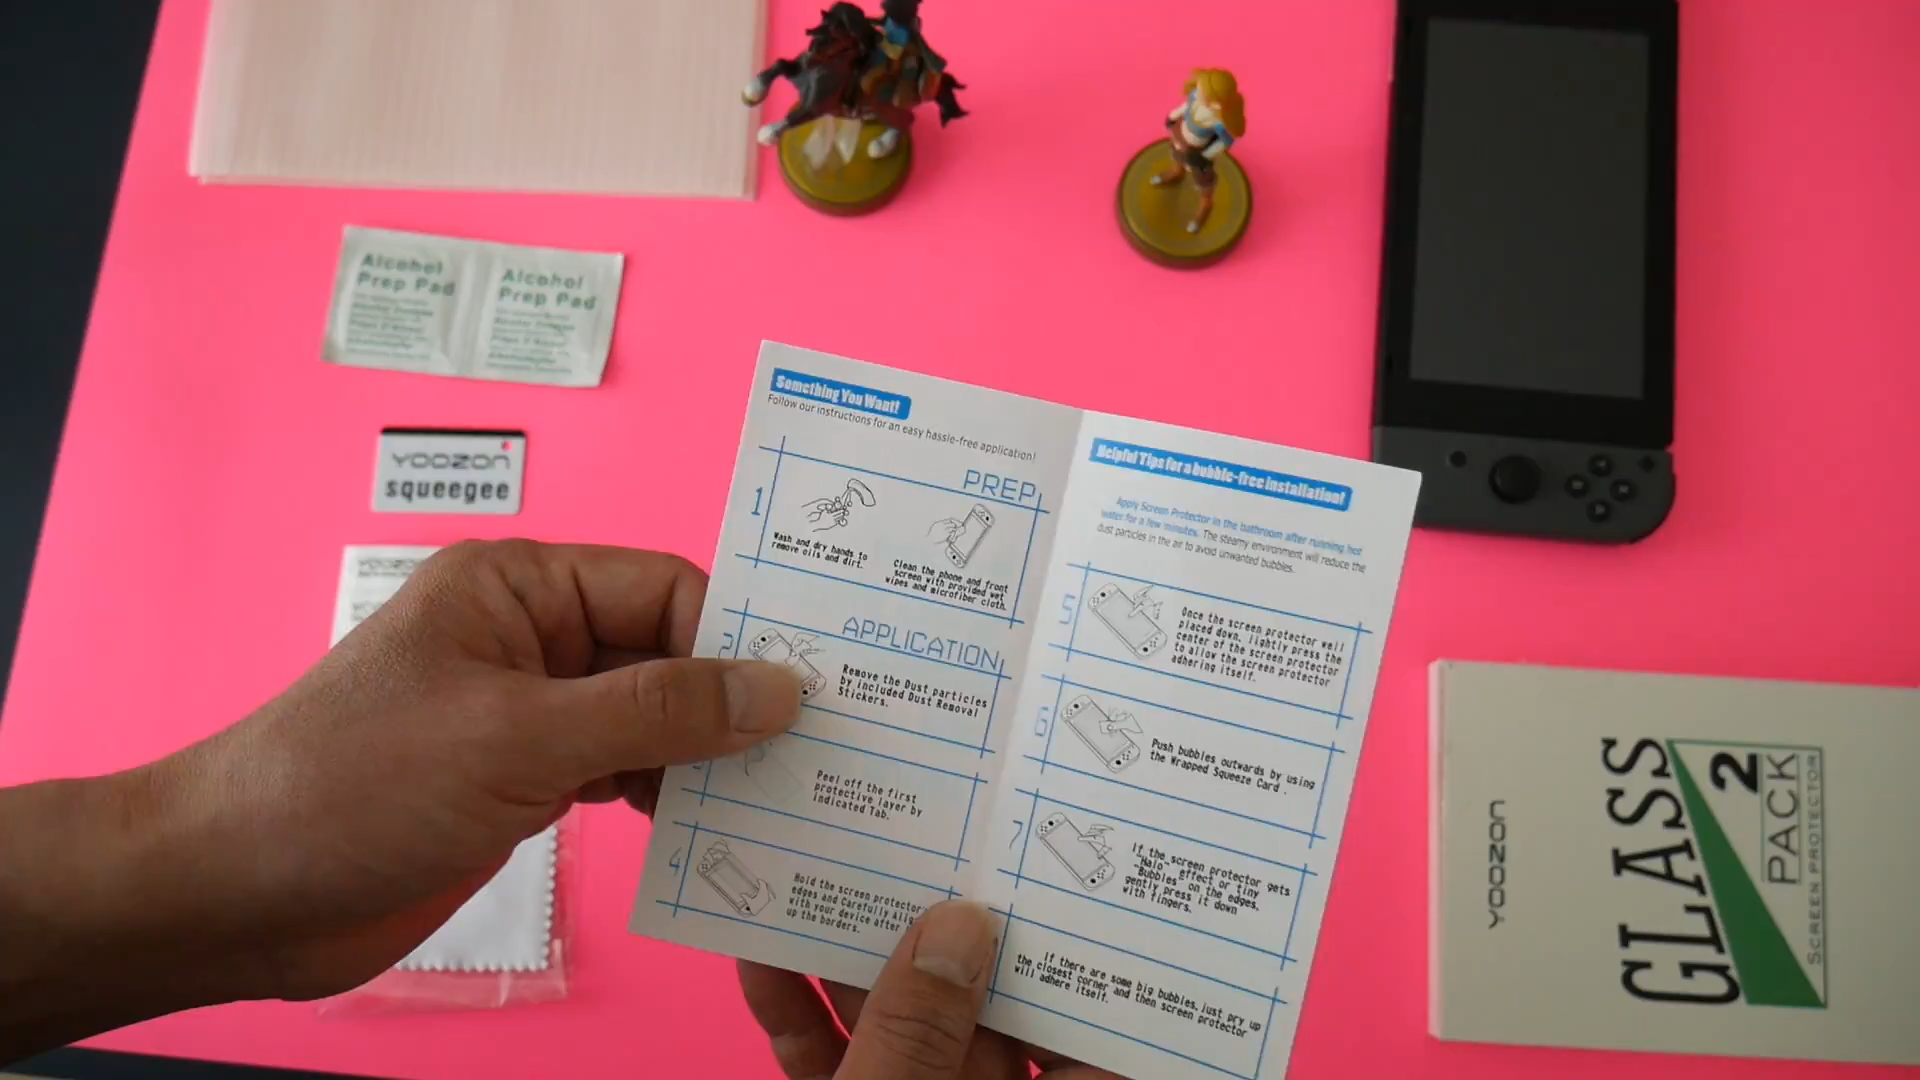 Alcohol
Prep Pad
Alcohol
Prep Pad
YOOZON
squeegee
YOOZON
Something You Want!
Follow our instructions for an easy hassle-free application!
PREP
1
Wash and dry hands to
remove oils and dirt.
Clean the phone and front
screen with provided wet
wipes and microfiber cloth.
APPLICATION
2
Remove the Dust particles
by included Dust Removal
Stickers.
Peel off the first
protective layer by
indicated Tab.
4
Hold the screen protector
edges and Carefully
with your device after
up the borders.
Helpful Tips for a bubble-free installation!
Apply Screen Protector in the bathroom after running hot
water for a few minutes. The steamy environment will reduce the
dust particles in the air to avoid unwanted bubbles.
5
Once the screen protector well
placed down, lightly press the
center of the screen protector
to allow the screen protector
adhering itself.
6
Push bubbles outwards by using
the Wrapped Squeeze Card .
7
If the screen protector gets
"Halo" effect or tiny
"Bubbles" on the edges,
gently press it down
with fingers.
If there are some big bubbles, just pry up
the closest corner and then screen protector
will adhere itself.
YOOZON
GLASS
2
PACK
SCREEN PROTECTOR